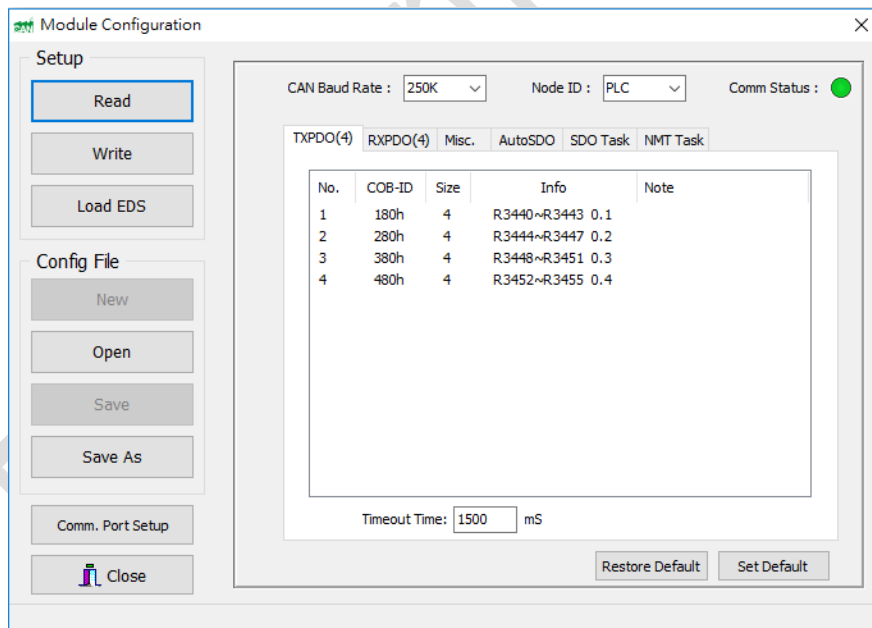 Module Configuration
Setup
Read
Write
Load EDS
Config File
New
Open
Save
Save As
Comm. Port Setup
Close
CAN Baud Rate : 250K Node ID : PLC Comm Status :
TXPDO(4) RXPDO(4) Misc. AutoSDO SDO Task NMT Task
No. COB-ID Size Info Note
1 180h 4 R3440~R3443 0.1
2 280h 4 R3444~R3447 0.2
3 380h 4 R3448~R3451 0.3
4 480h 4 R3452~R3455 0.4
Timeout Time: 1500 mS
Restore Default Set Default